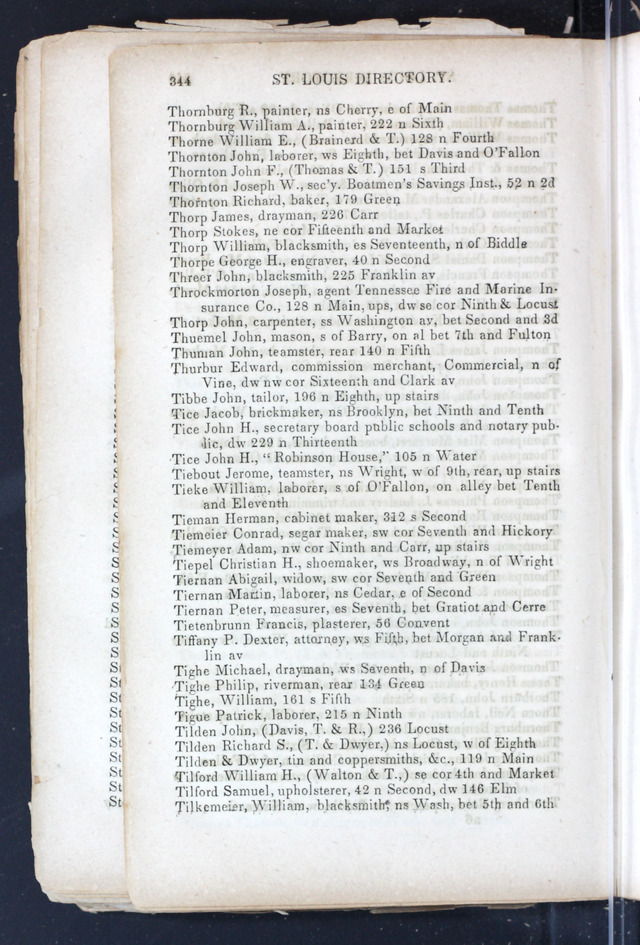 344 ST. LOUIS DIRECTORY.
Thornburg R., painter, ns Cherry, e of Main
Thornburg William A., painter, 222 n Sixth
Thorne William E., (Brainerd & T.) 128 n Fourth
Thornton John, laborer, ws Eighth, bet Davis and O'Fallon
Thornton John F., (Thomas & T.) 151 s Third
Thornton Joseph W., sec'y. Boatmen's Savings Inst., 52 n 2d
Thornton Richard, baker, 179 Green
Thorp James, drayman, 226 Carr
Thorp Stokes, ne cor Fifteenth and Market
Thorp William, blacksmith, es Seventeenth, n of Biddle
Thorpe George H., engraver, 40 n Second
Threer John, blacksmith, 225 Franklin av
Throckmorton Joseph, agent Tennessee Fire and Marine In-
surance Co., 128 n Main, ups, dw se cor Ninth & Locust
Thorp John, carpenter, ss Washington av, bet Second and 3d
Thuemel John, mason, s of Barry, on al bet 7th and Fulton
Thuman John, teamster, rear 140 n Fifth
Thurbur Edward, commission merchant, Commercial, n of
Vine, dw nw cor Sixteenth and Clark av
Tibbe John, tailor, 196 n Eighth, up stairs
Tice Jacob, brickmaker, ns Brooklyn, bet Ninth and Tenth
Tice John H., secretary board public schools and notary pub-
lic, dw 229 n Thirteenth
Tice John H., "Robinson House," 105 n Water
Tiebout Jerome, teamster, ns Wright, w of 9th, rear, up stairs
Tieke William, laborer, s of O'Fallon, on alley bet Tenth
and Eleventh
Tieman Herman, cabinet maker, 312 s Second
Tiemeier Conrad, segar maker, sw cor Seventh and Hickory
Tiemeyer Adam, nw cor Ninth and Carr, up stairs
Tiepel Christian H., shoemaker, ws Broadway, n of Wright
Tiernan Abigail, widow, sw cor Seventh and Green
Tiernan Martin, laborer, ns Cedar, e of Second
Tiernan Peter, measurer, es Seventh, bet Gratiot and Cerre
Tietenbrunn Francis, plasterer, 56 Convent
Tiffany P. Dexter, attorney, ws Fifth, bet Morgan and Frank-
lin av
Tighe Michael, drayman, ws Seventh, n of Davis
Tighe Philip, riverman, rear 134 Green
Tighe, William, 161 s Fifth
Tigue Patrick, laborer, 215 n Ninth
Tilden John, (Davis, T. & R.,) 236 Locust
Tilden Richard S., (T. & Dwyer,) ns Locust, w of Eighth
Tilden & Dwyer, tin and coppersmiths, &c., 119 n Main
Tilford William H., (Walton & T.,) se cor 4th and Market
Tilford Samuel, upholsterer, 42 n Second, dw 146 Elm
Tilkemeier, William, blacksmith, ns Wash, bet 5th and 6th